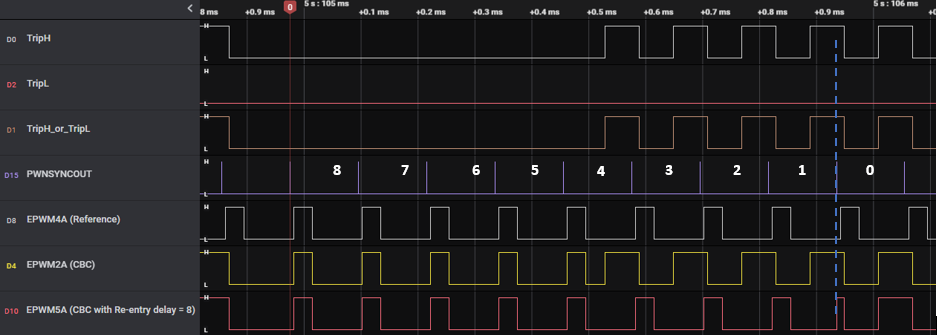 8 ms +0.9 ms 0 5 s : 105 ms +0.1 ms +0.2 ms +0.3 ms +0.4 ms +0.5 ms +0.6 ms +0.7 ms +0.8 ms +0.9 ms 5 s : 106 ms
H
D0 TripH
L
H
D2 TripL
L
H
D1 TripH_or_TripL
L
H
D15 PWNSYNCOUT 8 7 6 5 4 3 2 1 0
L
H
D8 EPWM4A (Reference)
L
H
D4 EPWM2A (CBC)
L
H
D10 EPWM5A (CBC with Re-entry delay = 8)
L